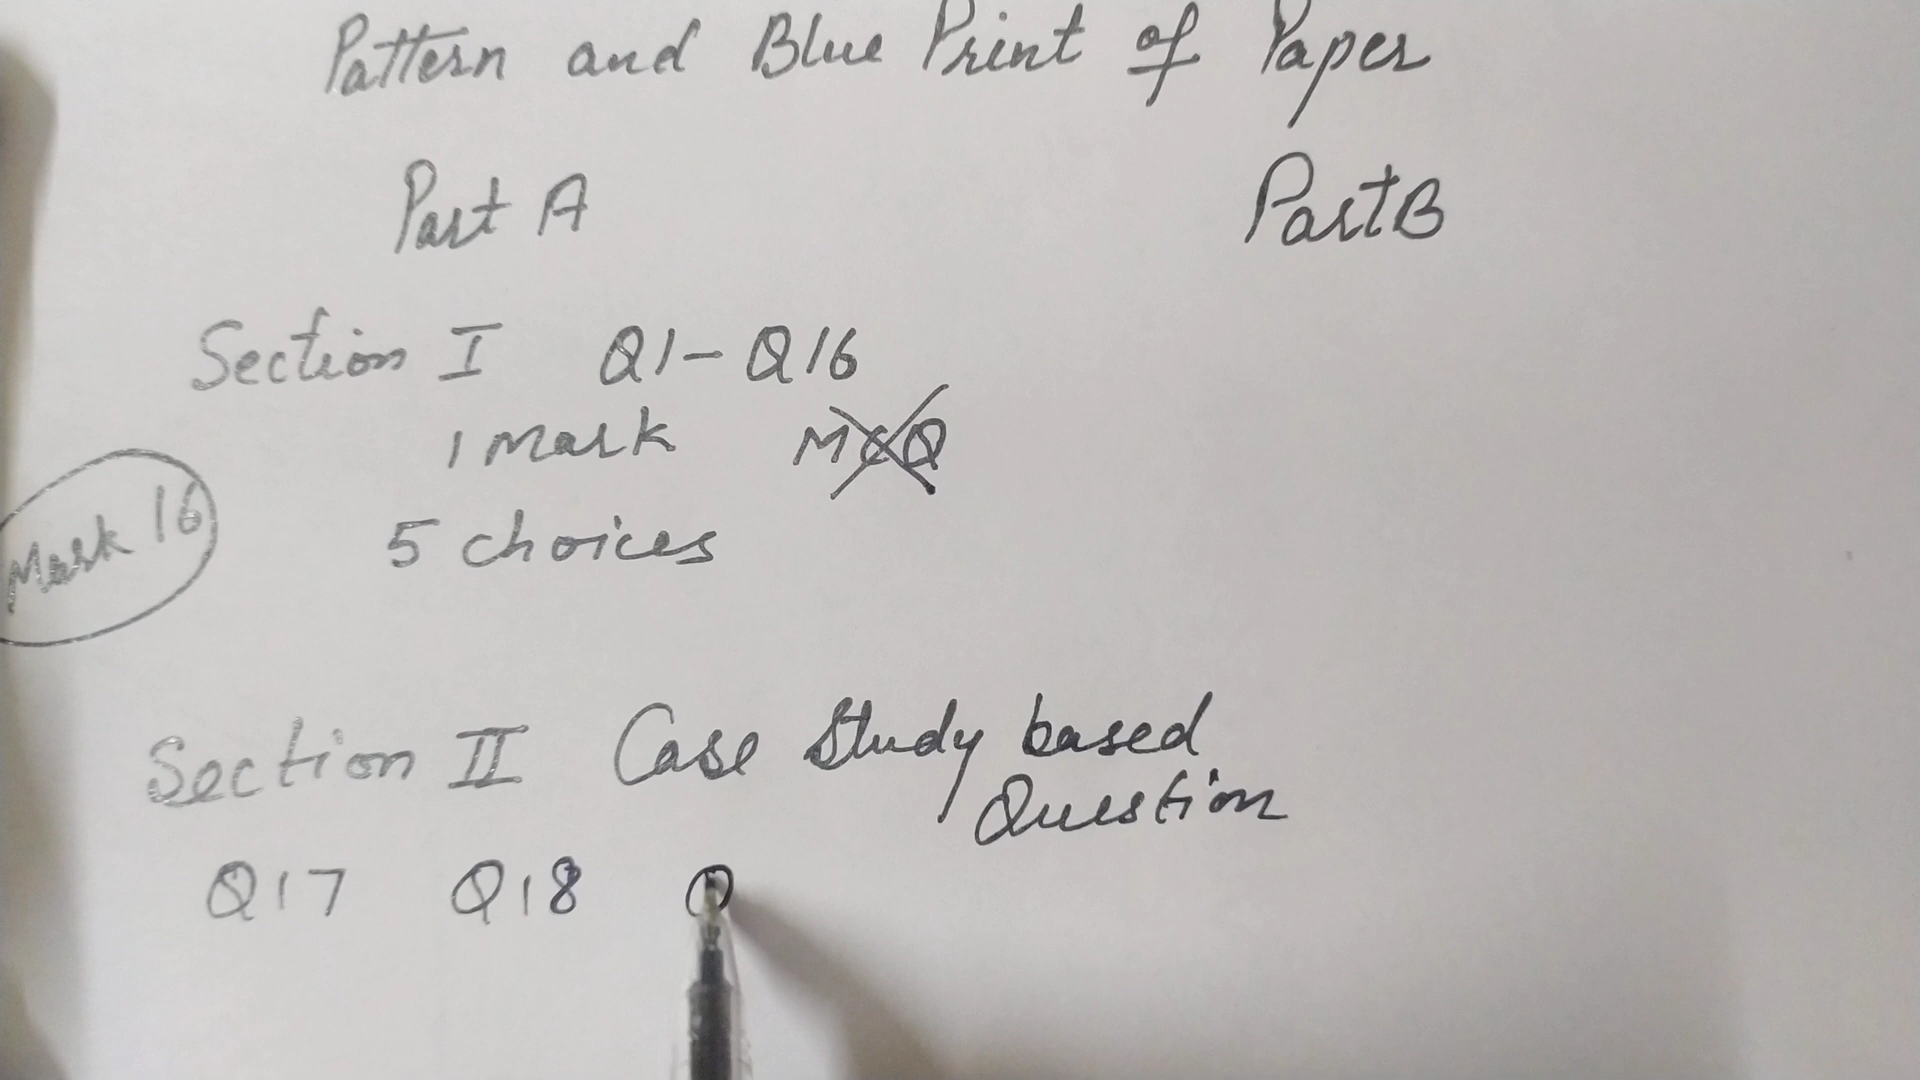 Pattern and Blue Print of Paper
Part A
Part B
Section I Q1-Q16
1 Mark MCQ
5 choices
Mark 16
Section II Case Study based
Question
Q17 Q18 Q